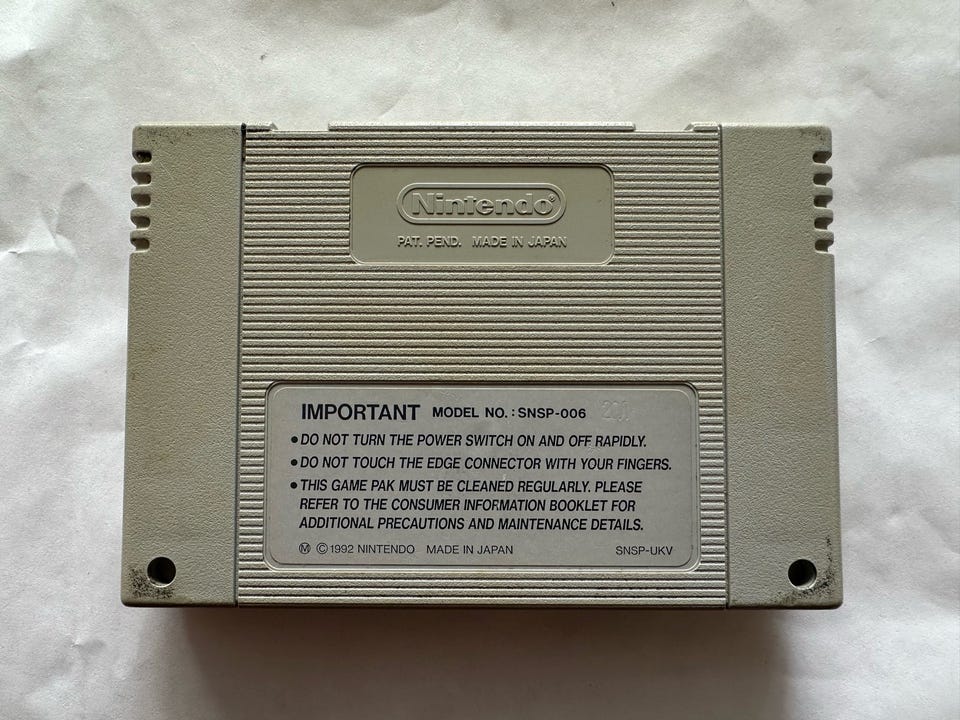 Nintendo®
PAT. PEND. MADE IN JAPAN
IMPORTANT MODEL NO. : SNSP-006
● DO NOT TURN THE POWER SWITCH ON AND OFF RAPIDLY.
● DO NOT TOUCH THE EDGE CONNECTOR WITH YOUR FINGERS.
● THIS GAME PAK MUST BE CLEANED REGULARLY. PLEASE
REFER TO THE CONSUMER INFORMATION BOOKLET FOR
ADDITIONAL PRECAUTIONS AND MAINTENANCE DETAILS.
Ⓜ © 1992 NINTENDO MADE IN JAPAN SNSP-UKV